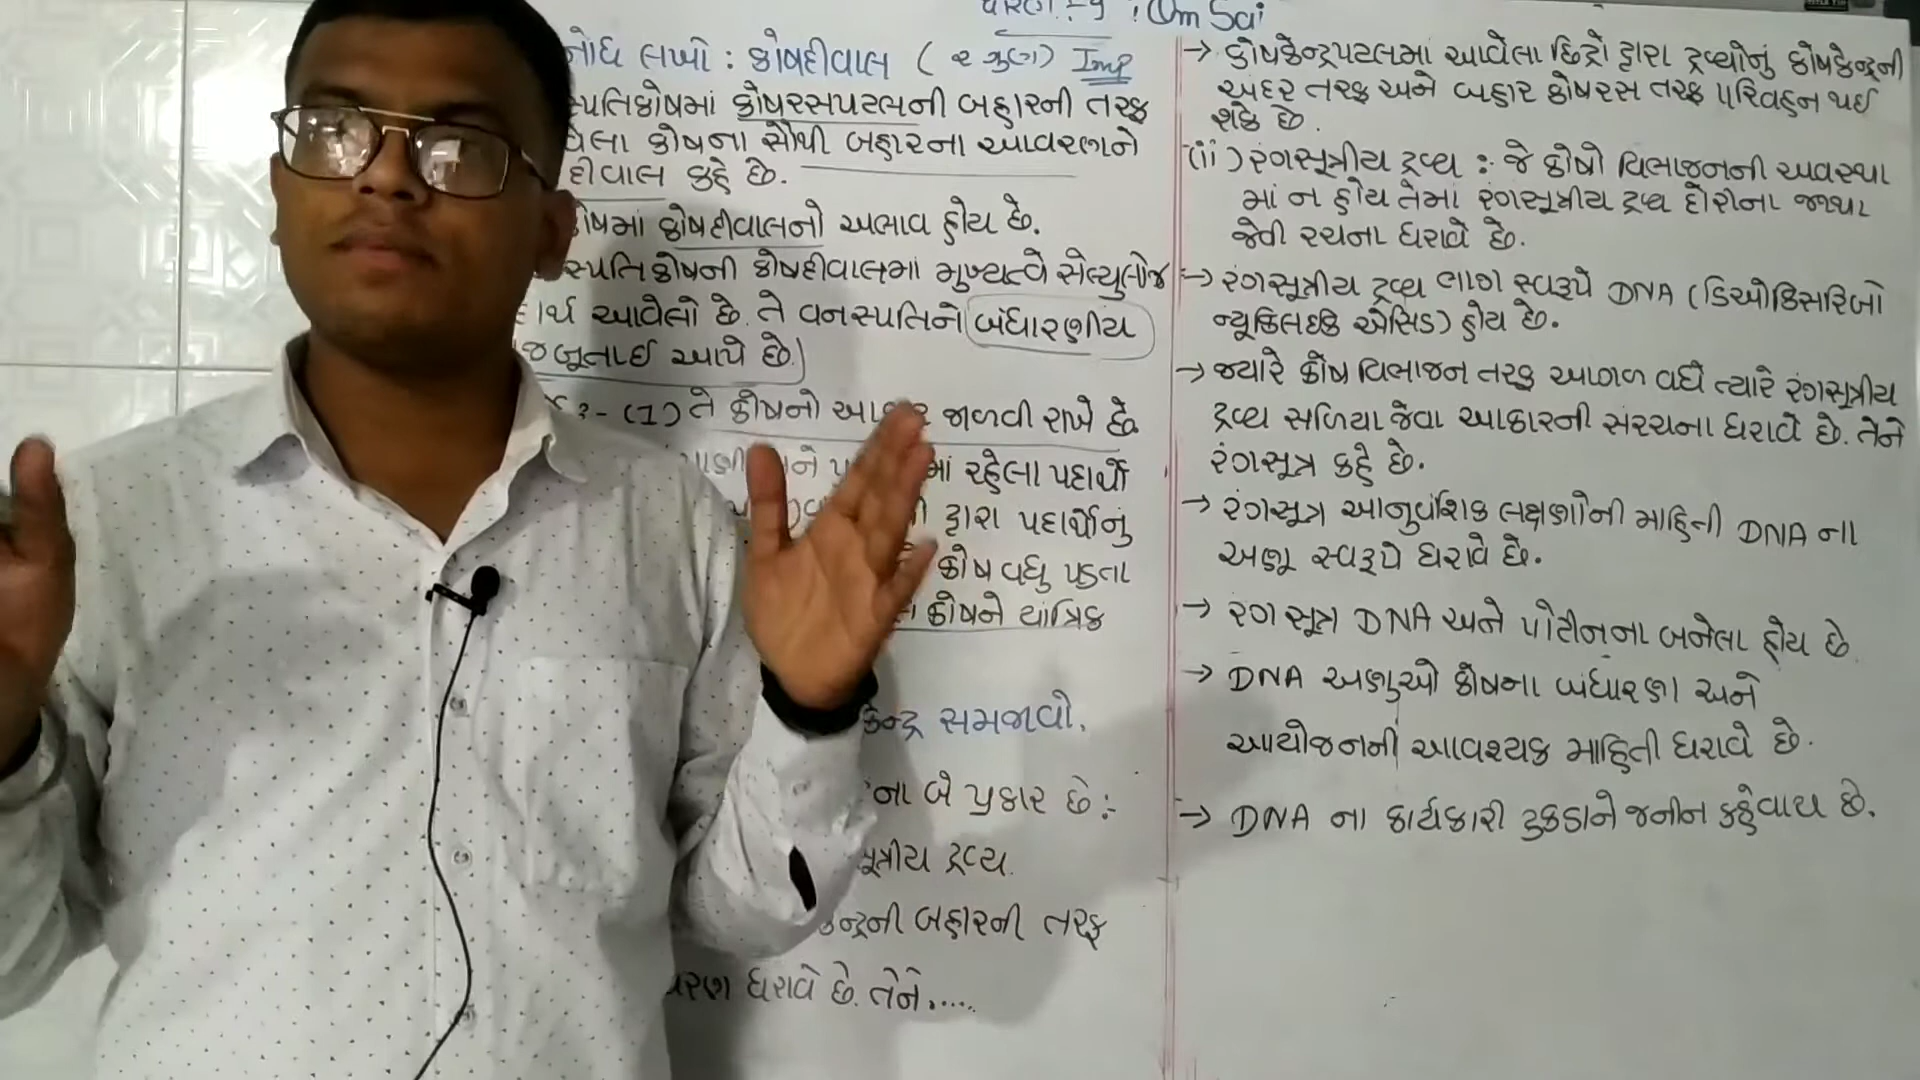 પ્રકરણ :- ૫ : Om Sai
નોંધ લખો : કોષદીવાલ ( ૨ ગુણ) Imp
સ્પતિકોષમાં કોષરસપટલની બહારની તરફ
વેલા કોષના સૌથી બહારના આવરણને
દીવાલ કહે છે.
કોષમાં કોષદીવાલનો અભાવ હોય છે.
સ્પતિકોષની કોષદીવાલમાં મુખ્યત્વે સેલ્યુલોજ
દાર્થ આવેલો છે. તે વનસ્પતિને બંધારણીય
જબૂતાઈ આપે છે.
:- (1) તે કોષનો આકાર જાળવી રાખે છે.
માં રહેલા પદાર્થો
દ્વારા પદાર્થોનું
કોષ વધુ પડતા
કોષને યાંત્રિક
કેન્દ્ર સમજાવો.
ના બે પ્રકાર છે :-
સૂત્રીય દ્રવ્ય.
કેન્દ્રની બહારની તરફ
વરણ ધરાવે છે. તેને.....
→ કોષકેન્દ્રપટલમાં આવેલા છિદ્રો દ્વારા દ્રવ્યોનું કોષકેન્દ્રની
અંદર તરફ અને બહાર કોષરસ તરફ પરિવહન થઈ
શકે છે.
(ii) રંગસૂત્રીય દ્રવ્ય :- જે કોષો વિભાજનની અવસ્થા
માં ન હોય તેમાં રંગસૂત્રીય દ્રવ્ય દોરીના જથ્થા
જેવી રચના ધરાવે છે.
→ રંગસૂત્રીય દ્રવ્ય ભાગ સ્વરૂપે DNA (ડિઓક્સિરિબો
ન્યૂક્લિઇક એસિડ) હોય છે.
→ જ્યારે કોષ વિભાજન તરફ આગળ વધે ત્યારે રંગસૂત્રીય
દ્રવ્ય સળિયા જેવા આકારની સંરચના ધરાવે છે. તેને
રંગસૂત્ર કહે છે.
→ રંગસૂત્ર આનુવંશિક લક્ષણોની માહિતી DNA ના
અણૂ સ્વરૂપે ધરાવે છે.
→ રંગસૂત્ર DNA અને પોટીનના બનેલા હોય છે.
→ DNA અણુઓ કોષના બંધારણ અને
આયોજનની આવશ્યક માહિતી ધરાવે છે.
→ DNA ના કાર્યકારી ટુકડાને જનીન કહેવાય છે.